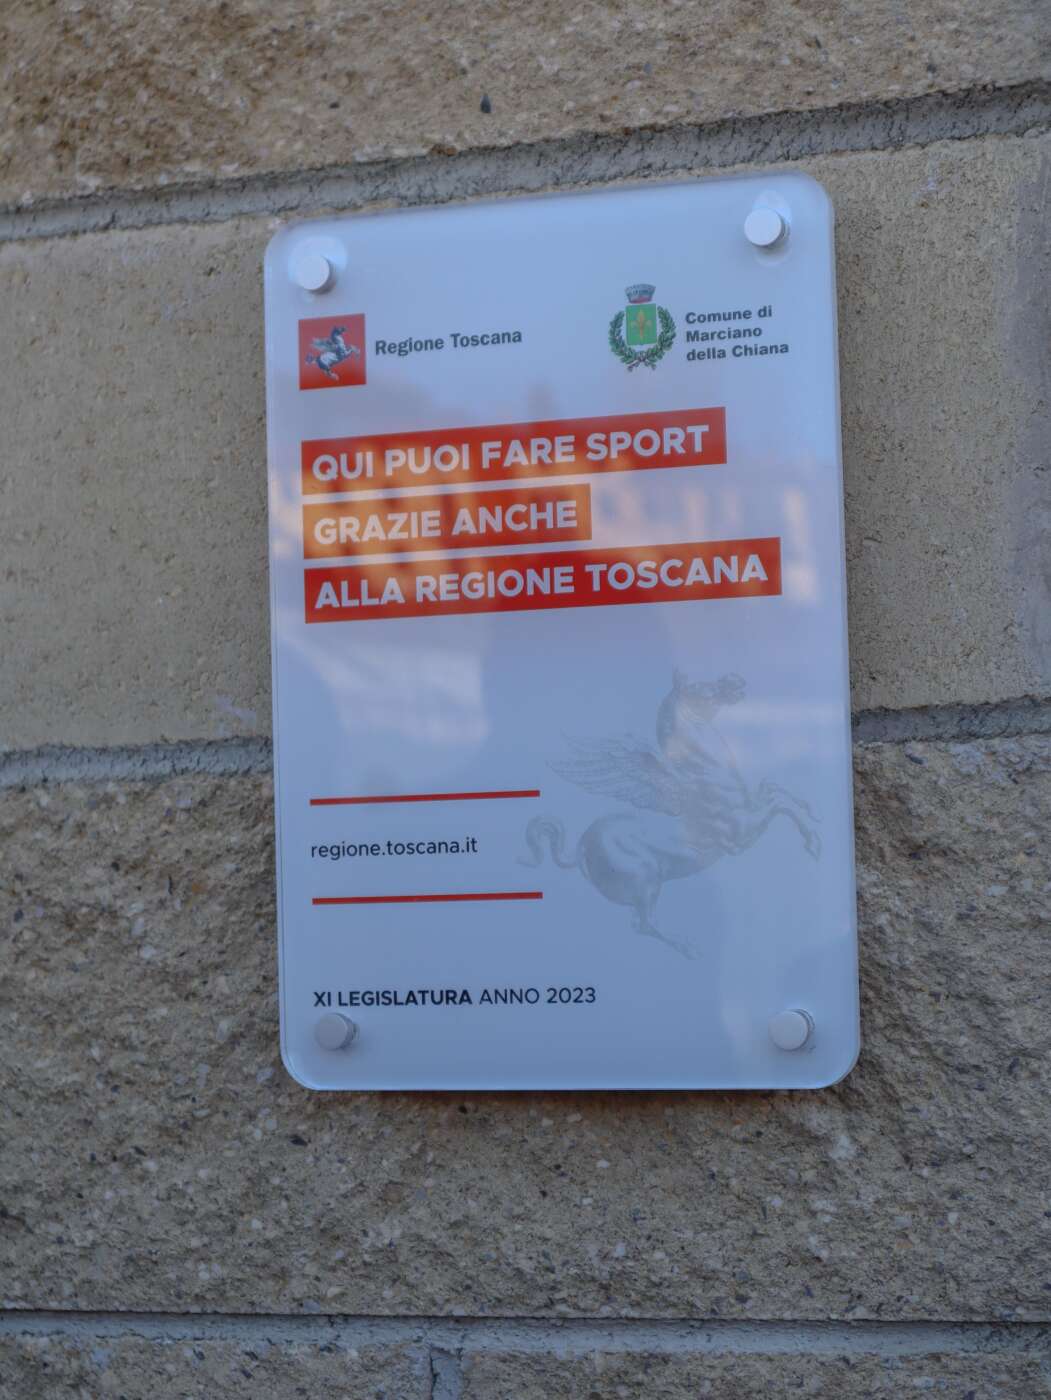 Regione Toscana
Comune di
Marciano
della Chiana
QUI PUOI FARE SPORT
GRAZIE ANCHE
ALLA REGIONE TOSCANA
regione.toscana.it
XI LEGISLATURA ANNO 2023